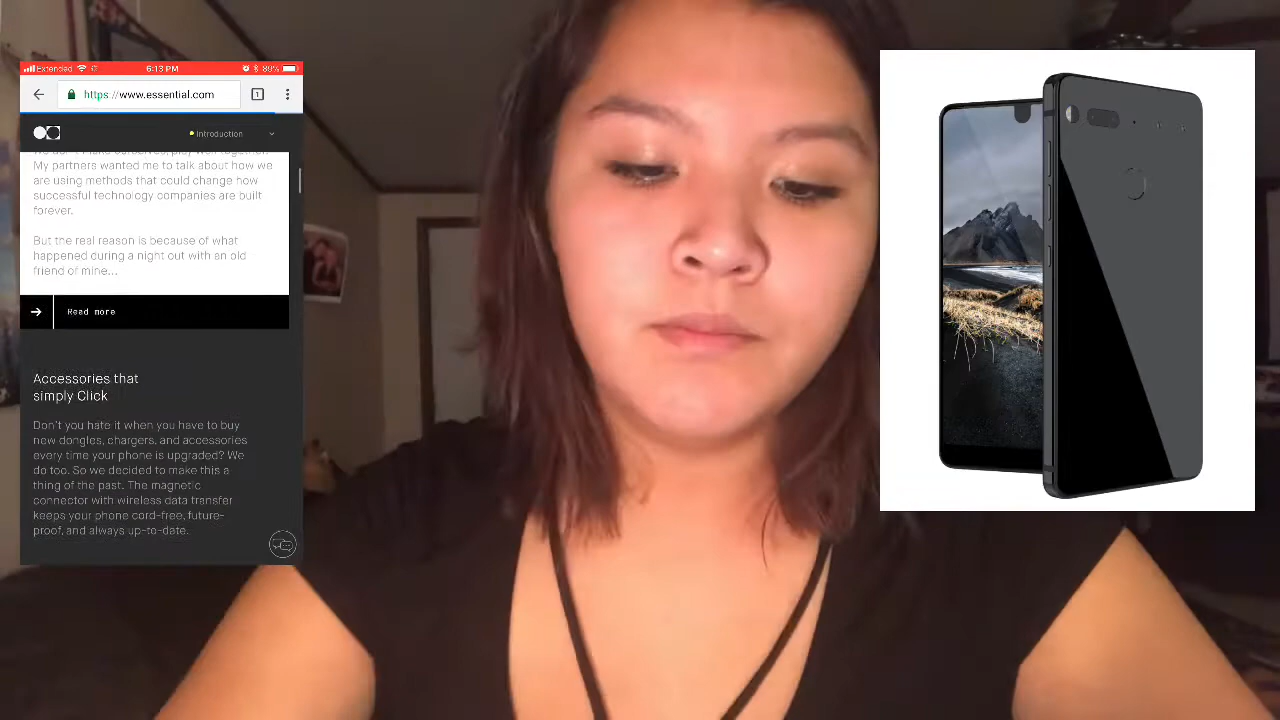 Extended
6:13 PM
89%
https://www.essential.com
1
Introduction
My partners wanted me to talk about how we
are using methods that could change how
successful technology companies are built
forever.
But the real reason is because of what
happened during a night out with an old
friend of mine...
Read more
Accessories that
simply Click
Don't you hate it when you have to buy
new dongles, chargers, and accessories
every time your phone is upgraded? We
do too. So we decided to make this a
thing of the past. The magnetic
connector with wireless data transfer
keeps your phone cord-free, future-
proof, and always up-to-date.